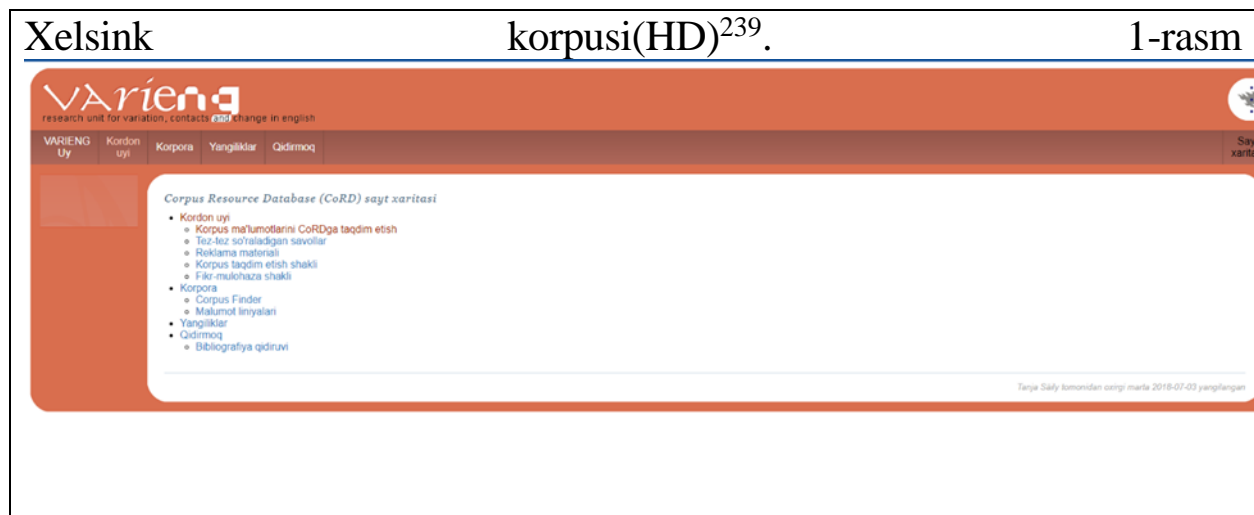 Xelsink korpusi(HD)239. 1-rasm
VARIENG
research unit for variation, contacts and change in english
VARIENG Uy
Kordon uyi
Korpora
Yangiliklar
Qidirmoq
Corpus Resource Database (CoRD) sayt xaritasi
Kordon uyi
Korpus ma'lumotlarini CoRDga taqdim etish
Tez-tez so'raladigan savollar
Reklama materiali
Korpus taqdim etish shakli
Fikr-mulohaza shakli
Korpora
Corpus Finder
Malumot liniyalari
Yangiliklar
Qidirmoq
Bibliografiya qidiruvi
Tanja Säily tomonidan oxirgi marta 2018-07-03 yangilangan